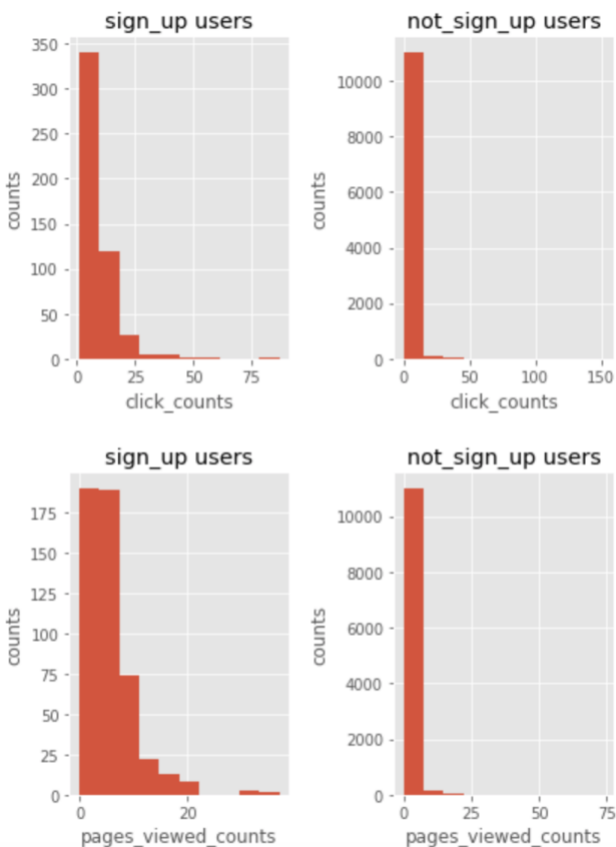 sign_up users
350
300
250
200
150
100
50
0
counts
0 25 50 75
click_counts
not_sign_up users
10000
8000
6000
4000
2000
0
counts
0 50 100 150
click_counts
sign_up users
175
150
125
100
75
50
25
0
counts
0 20
pages_viewed_counts
not_sign_up users
10000
8000
6000
4000
2000
0
counts
0 25 50 75
pages_viewed_counts